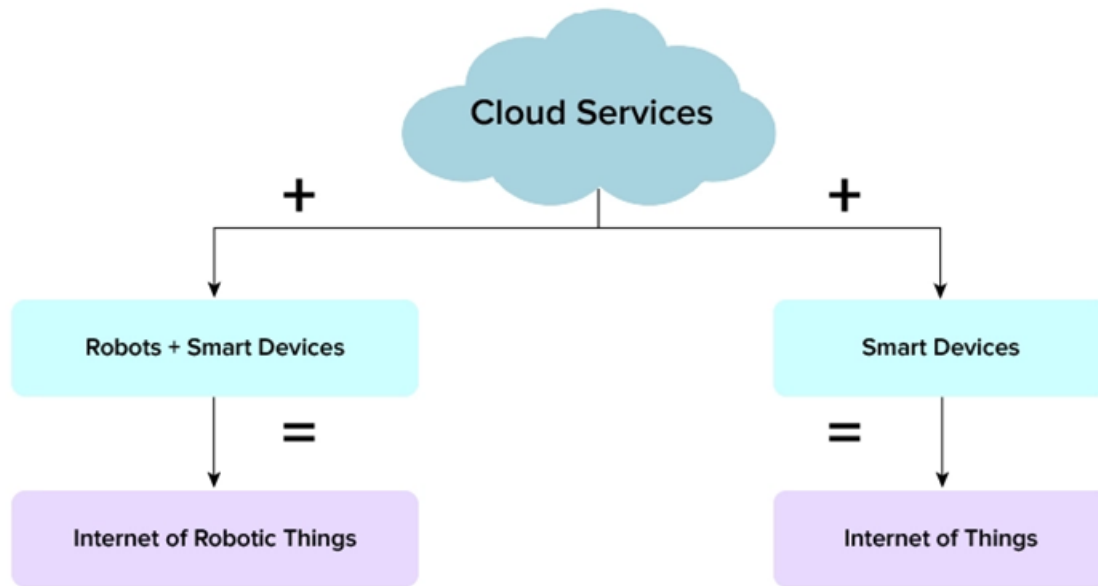 Cloud Services
+
+
Robots + Smart Devices
Smart Devices
=
=
Internet of Robotic Things
Internet of Things